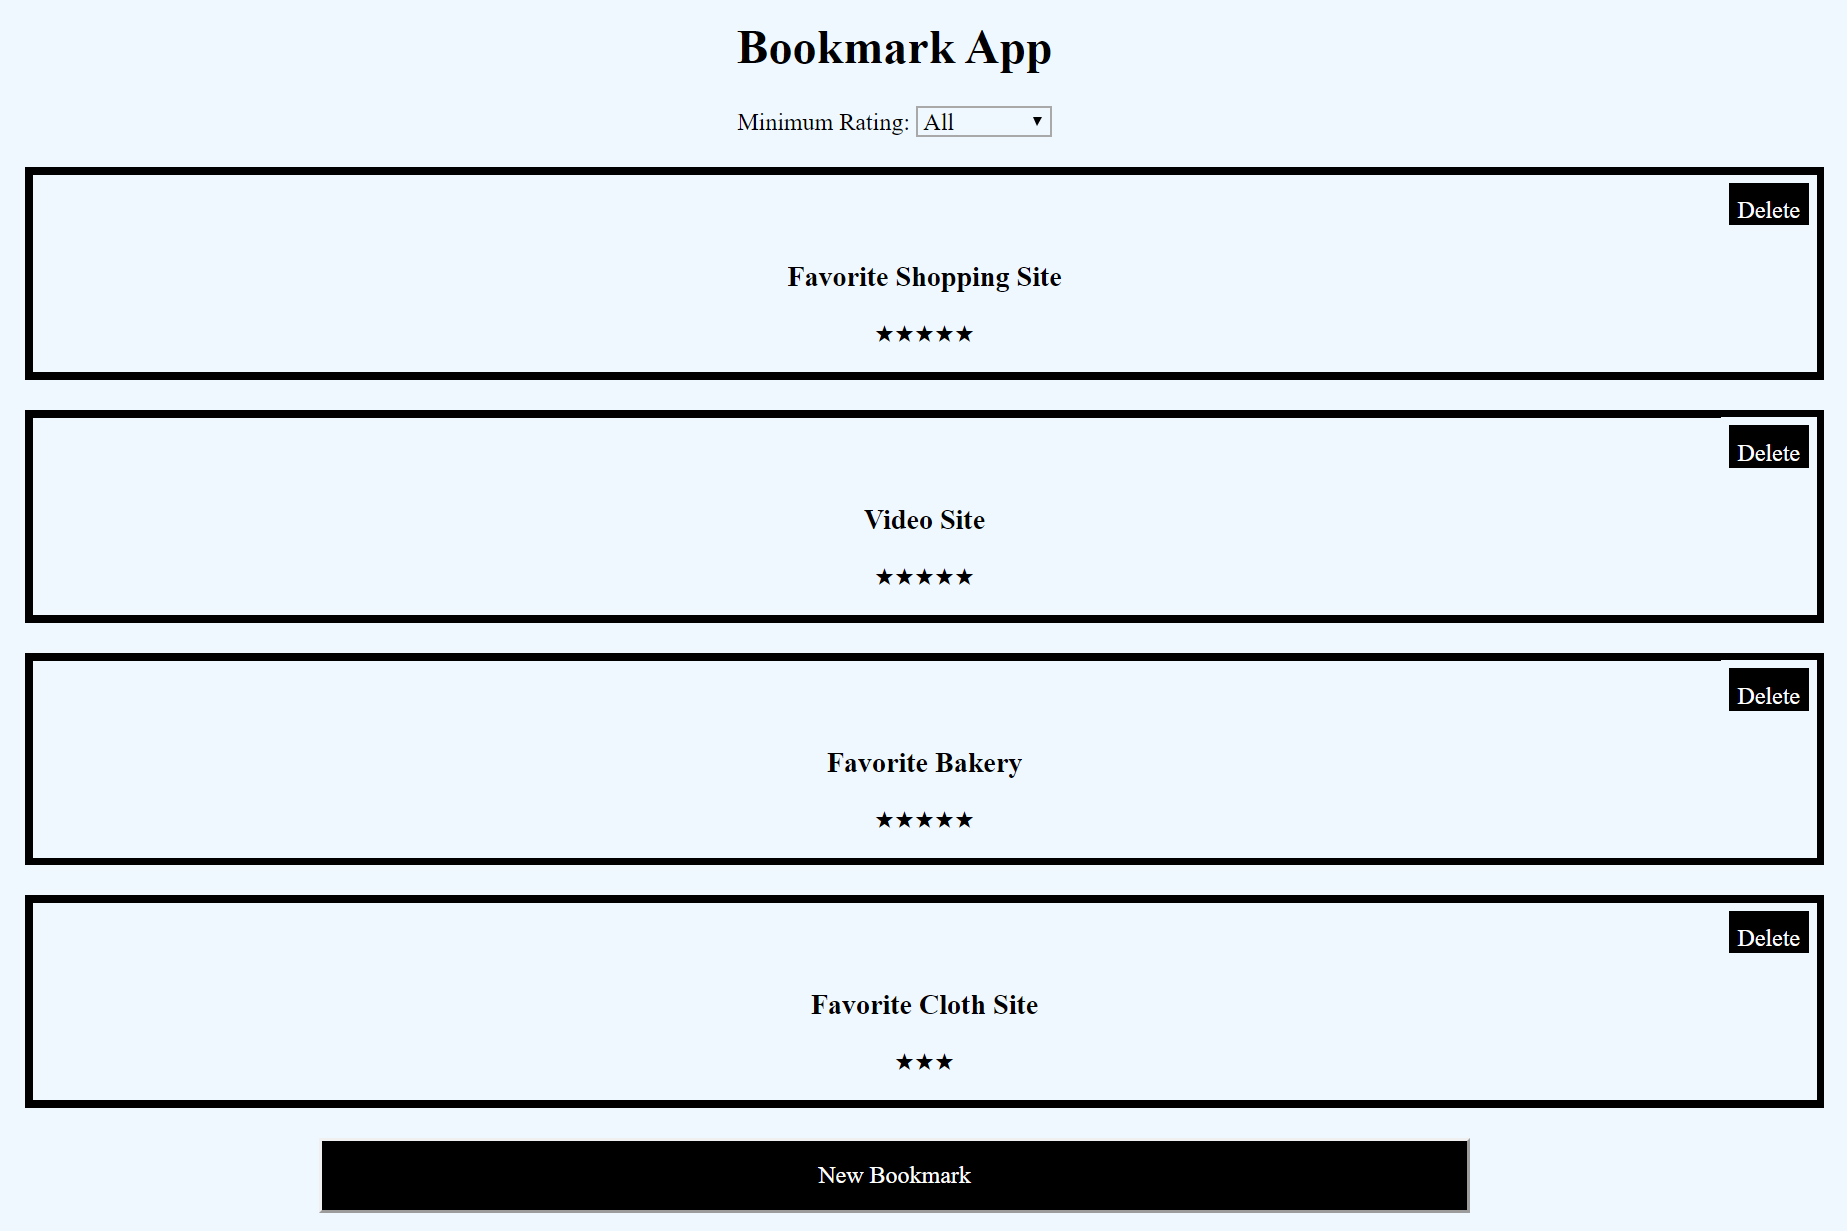 Bookmark App
Minimum Rating: All ▼
Delete
Favorite Shopping Site
★★★★★
Delete
Video Site
★★★★★
Delete
Favorite Bakery
★★★★★
Delete
Favorite Cloth Site
★★★
New Bookmark